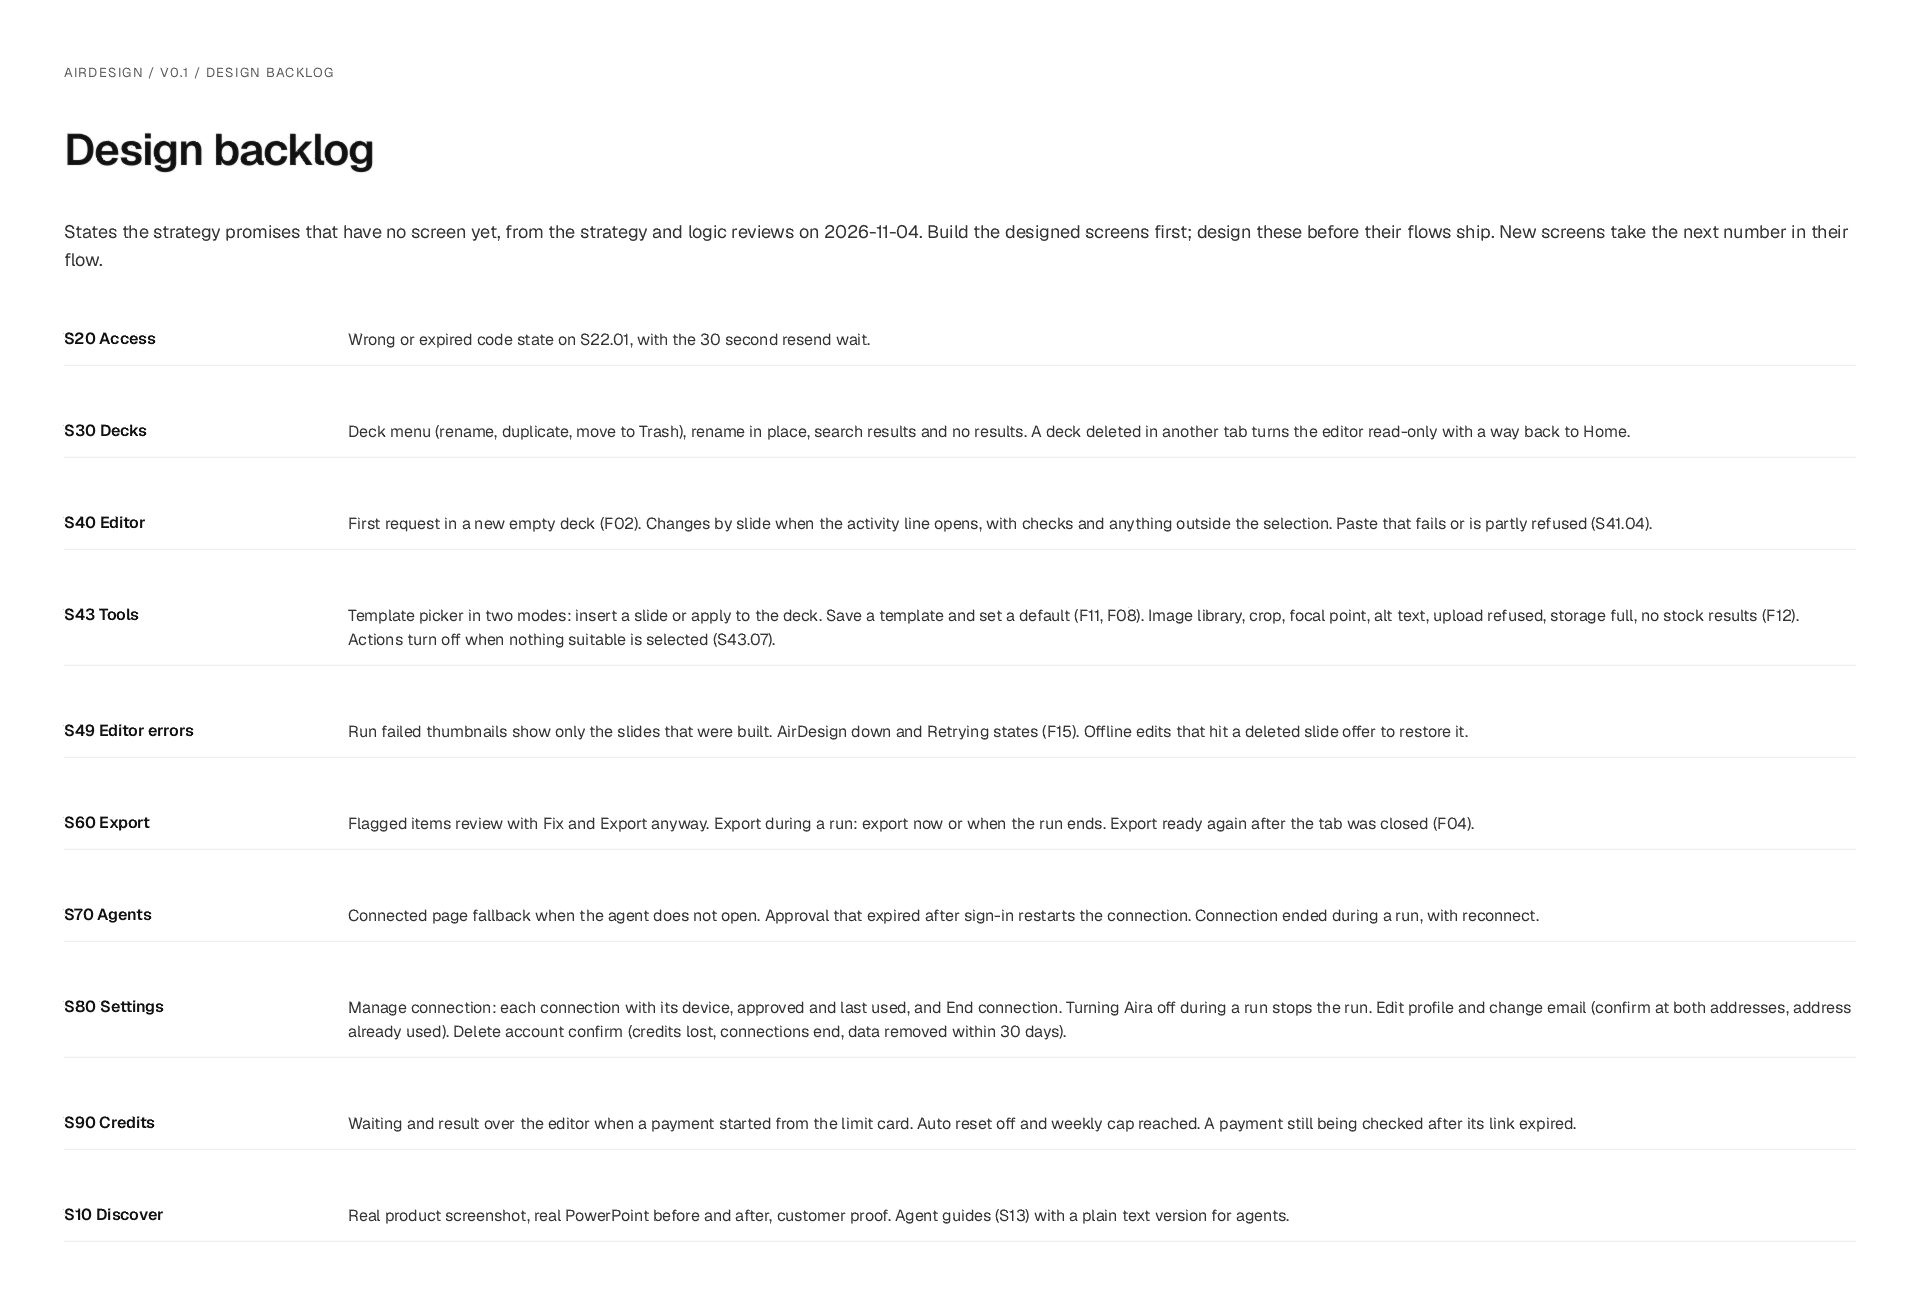 AIRDESIGN / V0.1 / DESIGN BACKLOG
Design backlog
States the strategy promises that have no screen yet, from the strategy and logic reviews on 2026-11-04. Build the designed screens first; design these before their flows ship. New screens take the next number in their
flow.
S20 Access
Wrong or expired code state on S22.01, with the 30 second resend wait.
S30 Decks
Deck menu (rename, duplicate, move to Trash), rename in place, search results and no results. A deck deleted in another tab turns the editor read-only with a way back to Home.
S40 Editor
First request in a new empty deck (F02). Changes by slide when the activity line opens, with checks and anything outside the selection. Paste that fails or is partly refused (S41.04).
S43 Tools
Template picker in two modes: insert a slide or apply to the deck. Save a template and set a default (F11, F08). Image library, crop, focal point, alt text, upload refused, storage full, no stock results (F12).
Actions turn off when nothing suitable is selected (S43.07).
S49 Editor errors
Run failed thumbnails show only the slides that were built. AirDesign down and Retrying states (F15). Offline edits that hit a deleted slide offer to restore it.
S60 Export
Flagged items review with Fix and Export anyway. Export during a run: export now or when the run ends. Export ready again after the tab was closed (F04).
S70 Agents
Connected page fallback when the agent does not open. Approval that expired after sign-in restarts the connection. Connection ended during a run, with reconnect.
S80 Settings
Manage connection: each connection with its device, approved and last used, and End connection. Turning Aira off during a run stops the run. Edit profile and change email (confirm at both addresses, address
already used). Delete account confirm (credits lost, connections end, data removed within 30 days).
S90 Credits
Waiting and result over the editor when a payment started from the limit card. Auto reset off and weekly cap reached. A payment still being checked after its link expired.
S10 Discover
Real product screenshot, real PowerPoint before and after, customer proof. Agent guides (S13) with a plain text version for agents.